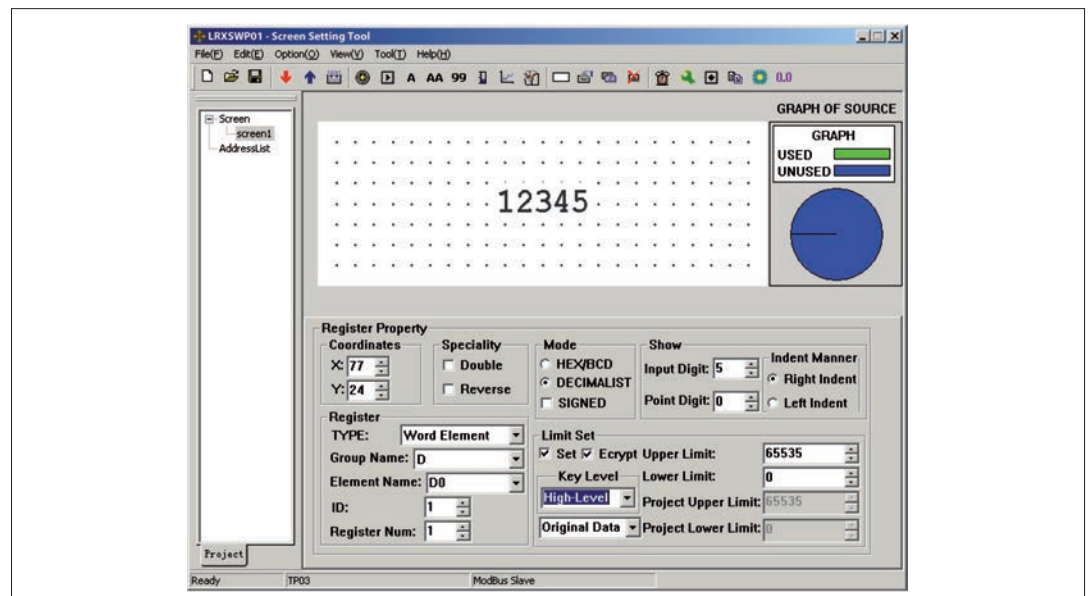 LRXSWP01 - Screen Setting Tool
File(F) Edit(E) Option(O) View(V) Tool(T) Help(H)
A AA 99 0.0
Screen
screen1
AddressList
GRAPH OF SOURCE
GRAPH
USED
UNUSED
12345
Register Property
Coordinates
X: 77
Y: 24
Speciality
Double
Reverse
Mode
HEX/BCD
DECIMALIST
SIGNED
Show
Input Digit: 5
Point Digit: 0
Indent Manner
Right Indent
Left Indent
Register
TYPE: Word Element
Group Name: D
Element Name: D0
ID: 1
Register Num: 1
Limit Set
Set Ecrypt Upper Limit: 65535
Key Level Lower Limit: 0
High-Level Project Upper Limit: 65535
Original Data Project Lower Limit: 0
Project
Ready TP03 ModBus Slave